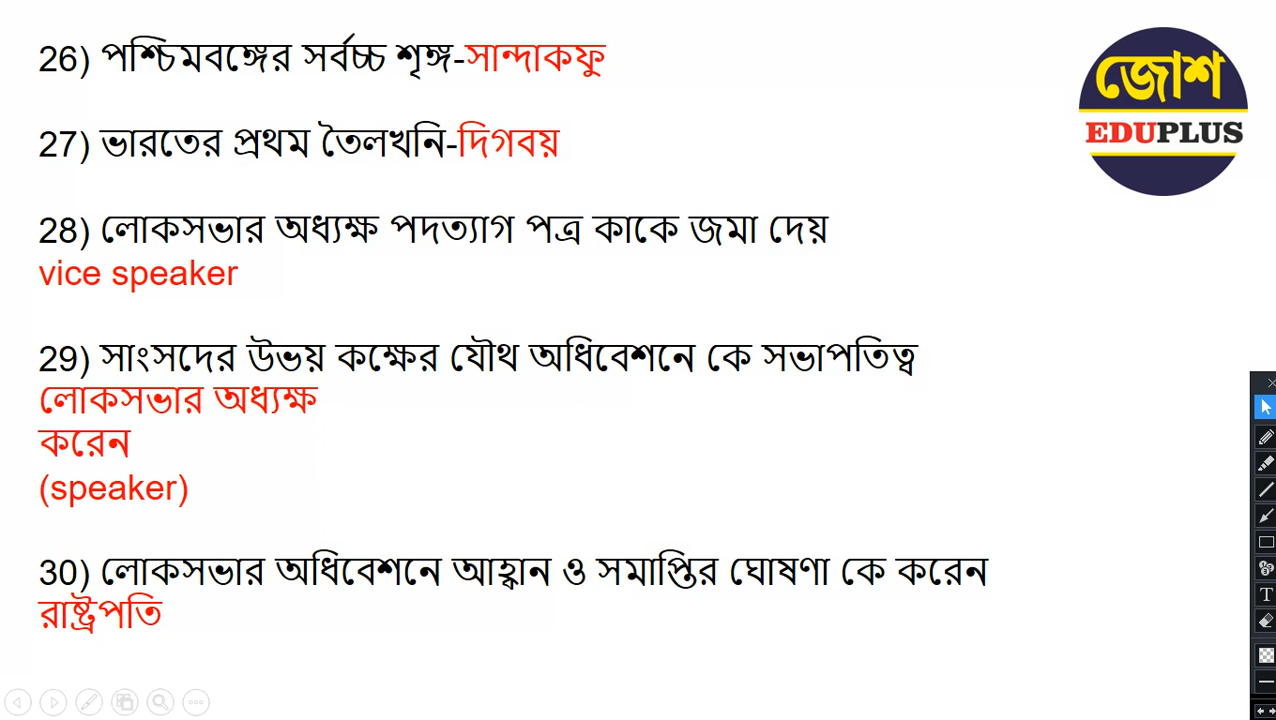 26) পশ্চিমবঙ্গের সর্বচ্চ শৃঙ্গ-সান্দাকফু
জোশ
EDUPLUS
27) ভারতের প্রথম তৈলখনি-দিগবয়
28) লোকসভার অধ্যক্ষ পদত্যাগ পত্র কাকে জমা দেয়
vice speaker
29) সাংসদের উভয় কক্ষের যৌথ অধিবেশনে কে সভাপতিত্ব
লোকসভার অধ্যক্ষ
করেন
(speaker)
30) লোকসভার অধিবেশনে আহ্বান ও সমাপ্তির ঘোষণা কে করেন
রাষ্ট্রপতি